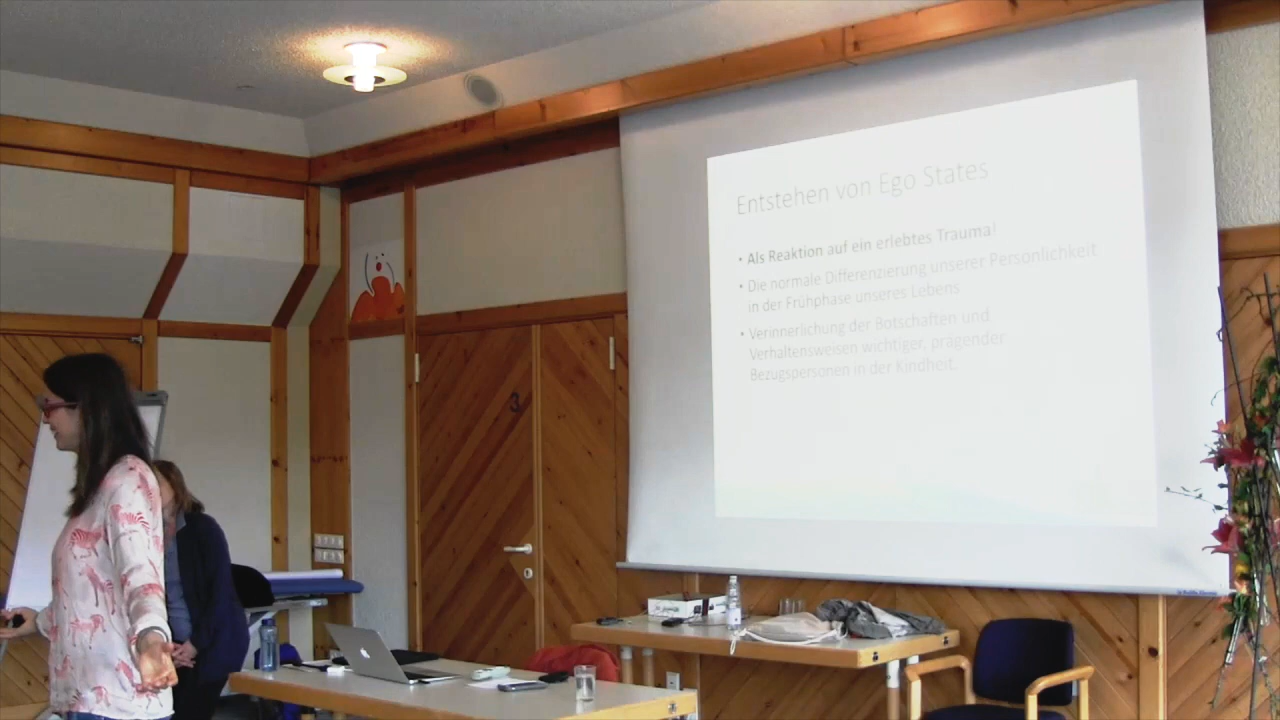 Entstehen von Ego States
• Als Reaktion auf ein erlebtes Trauma!
• Die normale Differenzierung unserer Persönlichkeit
in der Frühphase unseres Lebens
• Verinnerlichung der Botschaften und
Verhaltensweisen wichtiger, prägender
Bezugspersonen in der Kindheit.
3